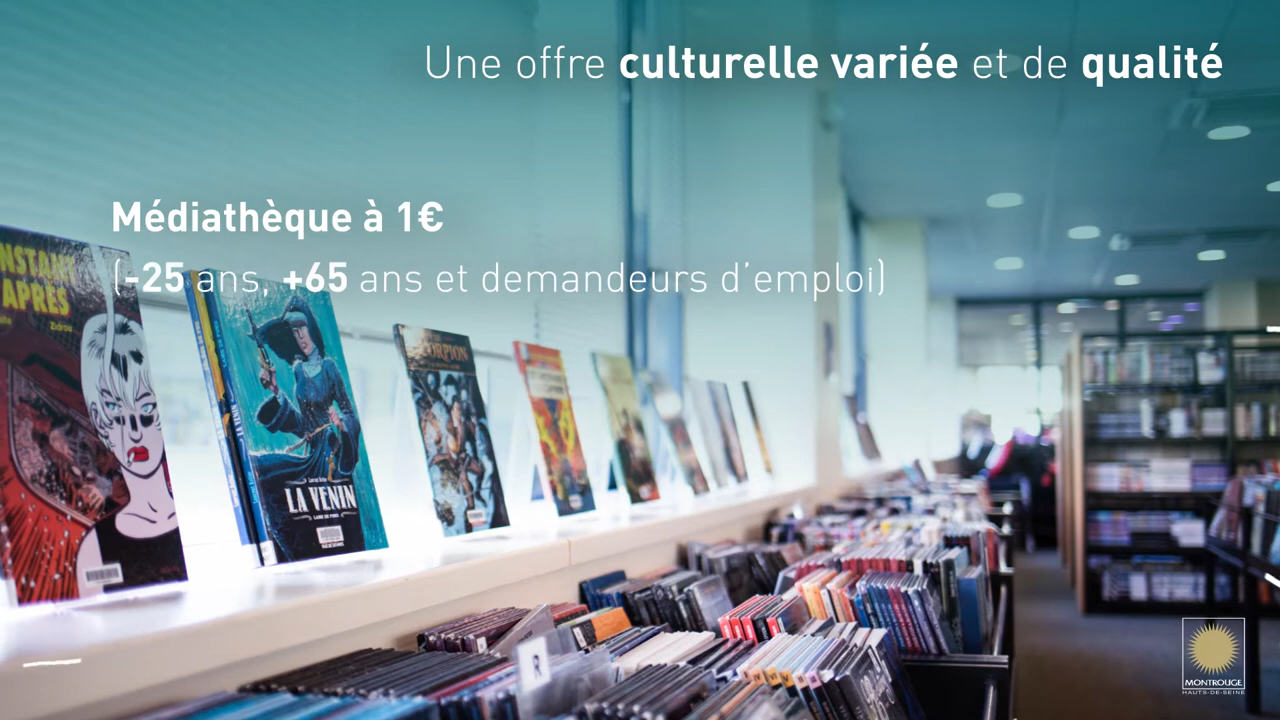 Une offre culturelle variée et de qualité
Médiathèque à 1€
(-25 ans, +65 ans et demandeurs d’emploi)
INSTANT
APRÈS
Zidrou
LA VENIN
SCORPION
R
MONTROUGE
HAUTS-DE-SEINE